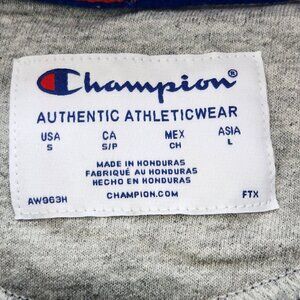 Champion®
AUTHENTIC ATHLETICWEAR
USA CA MEX ASIA
S S/P CH L
MADE IN HONDURAS
FABRIQUÉ AU HONDURAS
HECHO EN HONDURAS
AW963H CHAMPION.COM FTX